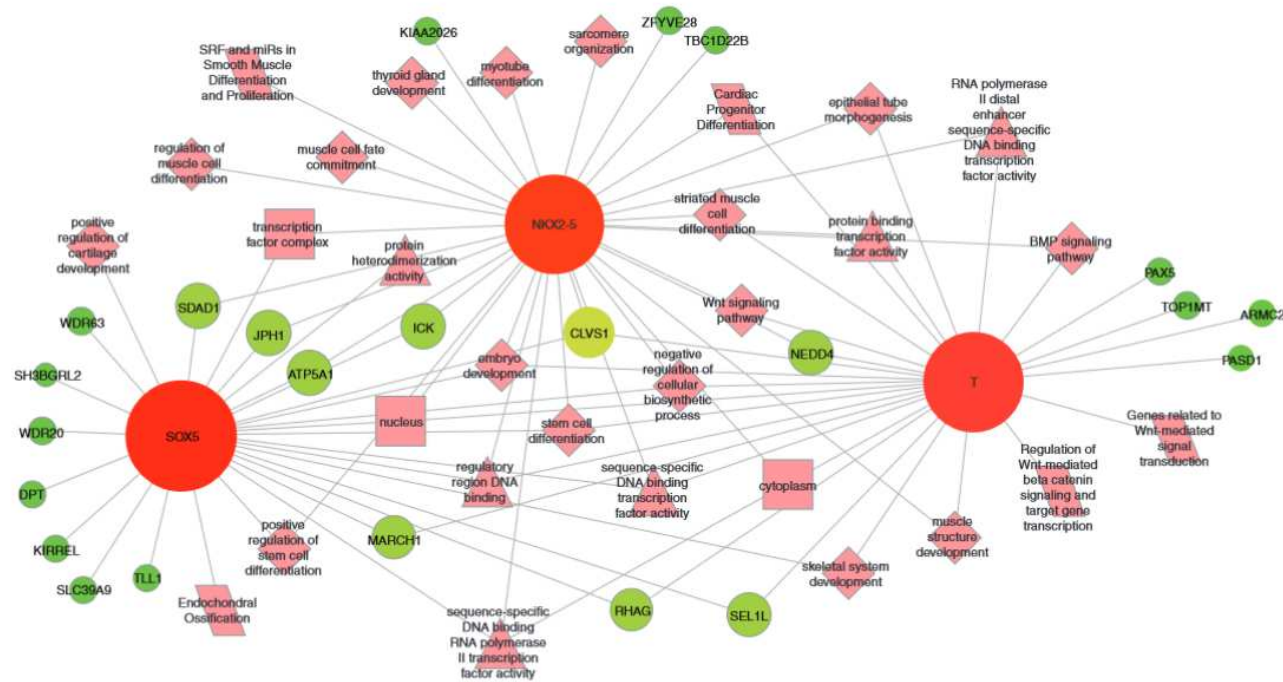 KIAA2026
ZFYVE28
TBC1D22B
sarcomere
organization
SRF and miRs in
Smooth Muscle
Differentiation
and Proliferation
thyroid gland
development
myotube
differentiation
Cardiac
Progenitor
Differentiation
epithelial tube
morphogenesis
RNA polymerase
II distal
enhancer
sequence-specific
DNA binding
transcription
factor activity
regulation of
muscle cell
differentiation
muscle cell fate
commitment
striated muscle
cell
differentiation
NKX2-5
positive
regulation of
cartilage
development
transcription
factor complex
protein
heterodimerization
activity
protein binding
transcription
factor activity
BMP signaling
pathway
PAX5
TOP1MT
ARMC2
PASD1
SDAD1
WDR63
JPH1
ICK
CLVS1
Wnt signaling
pathway
NEDD4
SH3BGRL2
ATP5A1
embryo
development
negative
regulation of
cellular
biosynthetic
process
T
WDR20
SOX5
nucleus
stem cell
differentiation
Genes related to
Wnt-mediated
signal
transduction
DPT
regulatory
region DNA
binding
sequence-specific
DNA binding
transcription
factor activity
cytoplasm
Regulation of
Wnt-mediated
beta catenin
signaling and
target gene
transcription
KIRREL
SLC39A9
TLL1
positive
regulation of
stem cell
differentiation
MARCH1
muscle
structure
development
skeletal system
development
Endochondral
Ossification
sequence-specific
DNA binding
RNA polymerase
II transcription
factor activity
RHAG
SEL1L